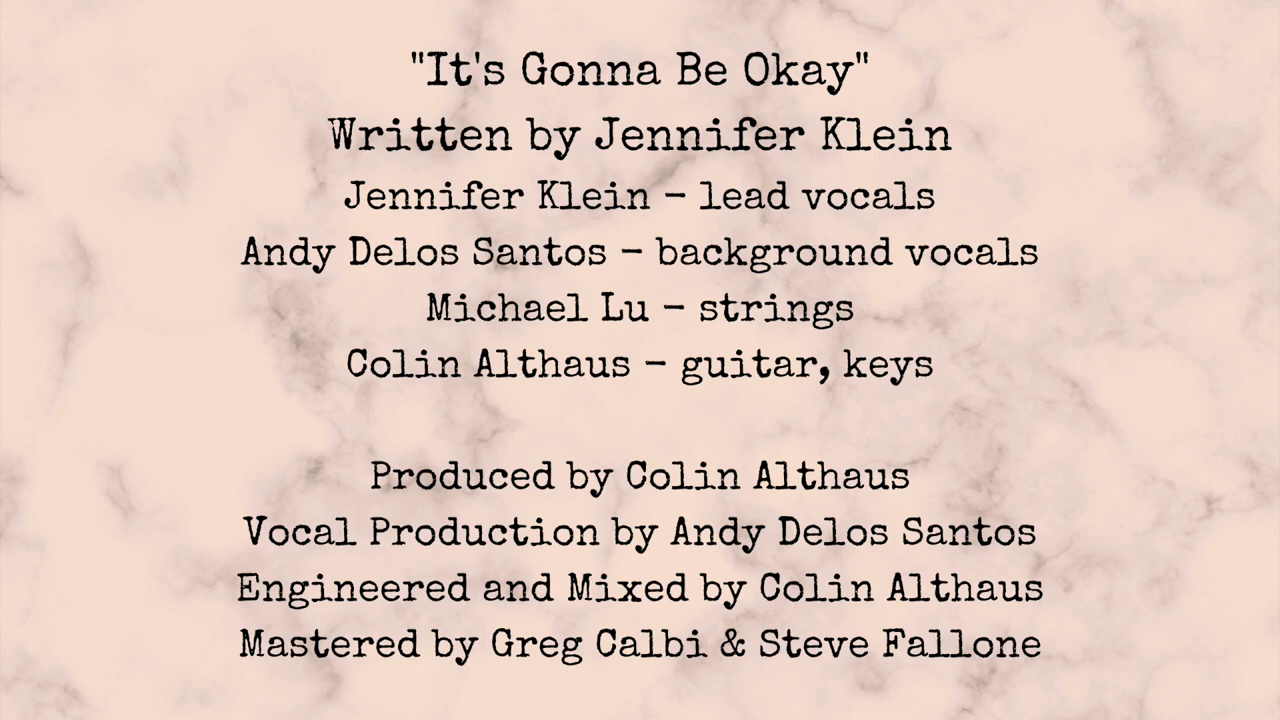 "It's Gonna Be Okay"
Written by Jennifer Klein
Jennifer Klein - lead vocals
Andy Delos Santos - background vocals
Michael Lu - strings
Colin Althaus - guitar, keys
Produced by Colin Althaus
Vocal Production by Andy Delos Santos
Engineered and Mixed by Colin Althaus
Mastered by Greg Calbi & Steve Fallone